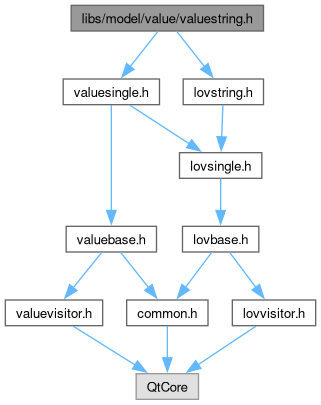 libs/model/value/valuestring.h
valuesingle.h
lovstring.h
lovsingle.h
valuebase.h
lovbase.h
valuevisitor.h
common.h
lovvisitor.h
QtCore